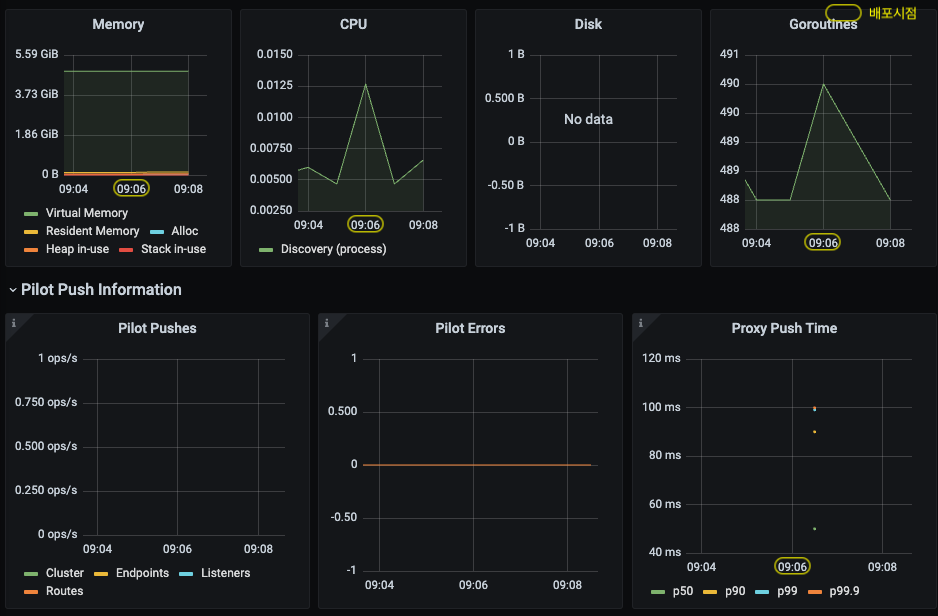 배포시점
Memory
5.59 GiB
3.73 GiB
1.86 GiB
0 B
09:04 09:06 09:08
Virtual Memory
Resident Memory Alloc
Heap in-use Stack in-use
CPU
0.0150
0.0125
0.0100
0.00750
0.00500
0.00250
09:04 09:06 09:08
Discovery (process)
Disk
1 B
0.500 B
No data
0 B
-0.50 B
-1 B
09:04 09:06 09:08
Goroutines
491
490
490
489
489
488
488
09:04 09:06 09:08
Pilot Push Information
i
Pilot Pushes
1 ops/s
0.750 ops/s
0.500 ops/s
0.250 ops/s
0 ops/s
09:04 09:06 09:08
Cluster Endpoints Listeners
Routes
i
Pilot Errors
1
0.500
0
-0.50
-1
09:04 09:06 09:08
i
Proxy Push Time
120 ms
100 ms
80 ms
60 ms
40 ms
09:04 09:06 09:08
p50 p90 p99 p99.9